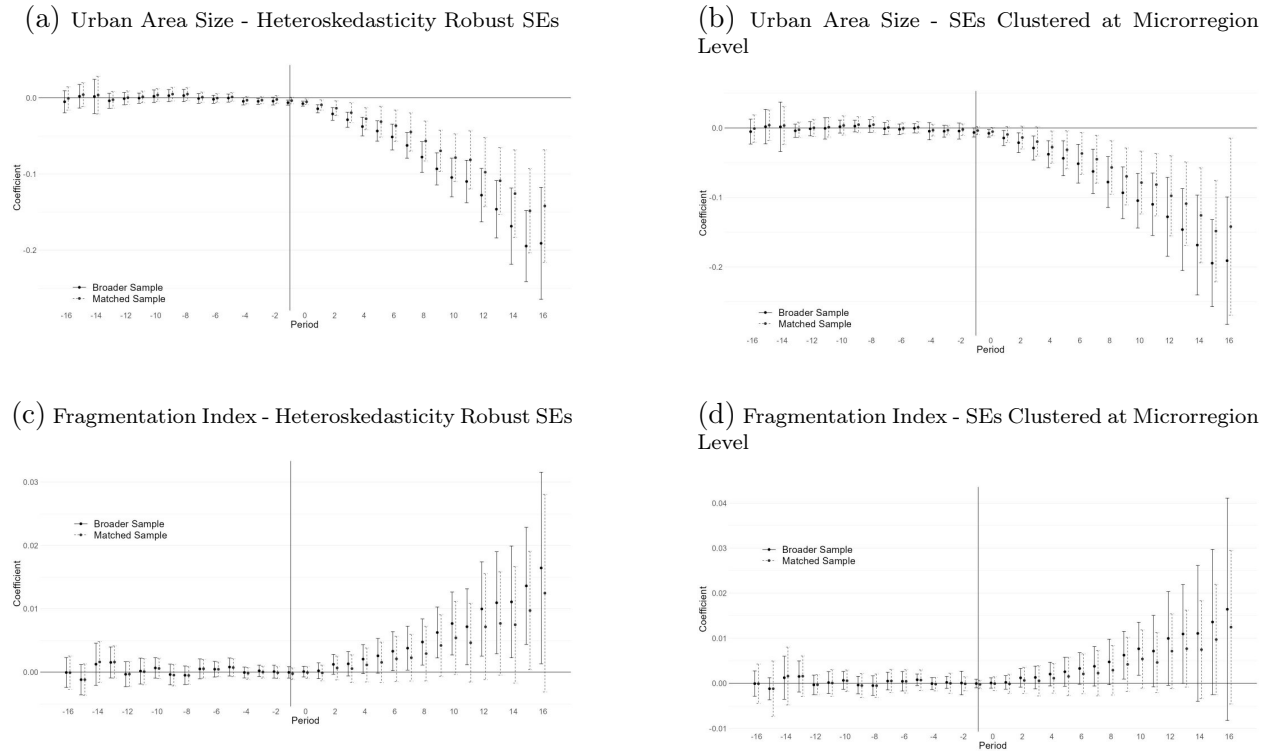 (a) Urban Area Size - Heteroskedasticity Robust SEs
0.0
-0.1
-0.2
Coefficient
Broader Sample
Matched Sample
-16 -14 -12 -10 -8 -6 -4 -2 0 2 4 6 8 10 12 14 16
Period
(b) Urban Area Size - SEs Clustered at Microrregion
Level
0.0
-0.1
-0.2
Coefficient
Broader Sample
Matched Sample
-16 -14 -12 -10 -8 -6 -4 -2 0 2 4 6 8 10 12 14 16
Period
(c) Fragmentation Index - Heteroskedasticity Robust SEs
0.03
0.02
0.01
0.00
Coefficient
Broader Sample
Matched Sample
-16 -14 -12 -10 -8 -6 -4 -2 0 2 4 6 8 10 12 14 16
Period
(d) Fragmentation Index - SEs Clustered at Microrregion
Level
0.04
0.03
0.02
0.01
0.00
-0.01
Coefficient
Broader Sample
Matched Sample
-16 -14 -12 -10 -8 -6 -4 -2 0 2 4 6 8 10 12 14 16
Period